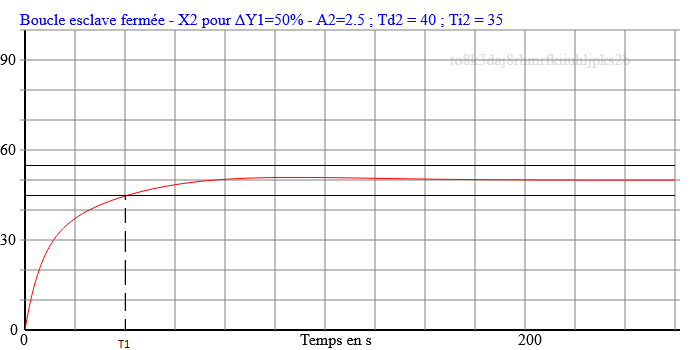 Boucle esclave fermée - X2 pour ΔY1=50% - A2=2.5 ; Td2 = 40 ; Ti2 = 35
90
60
30
0
0 T1 Temps en s 200